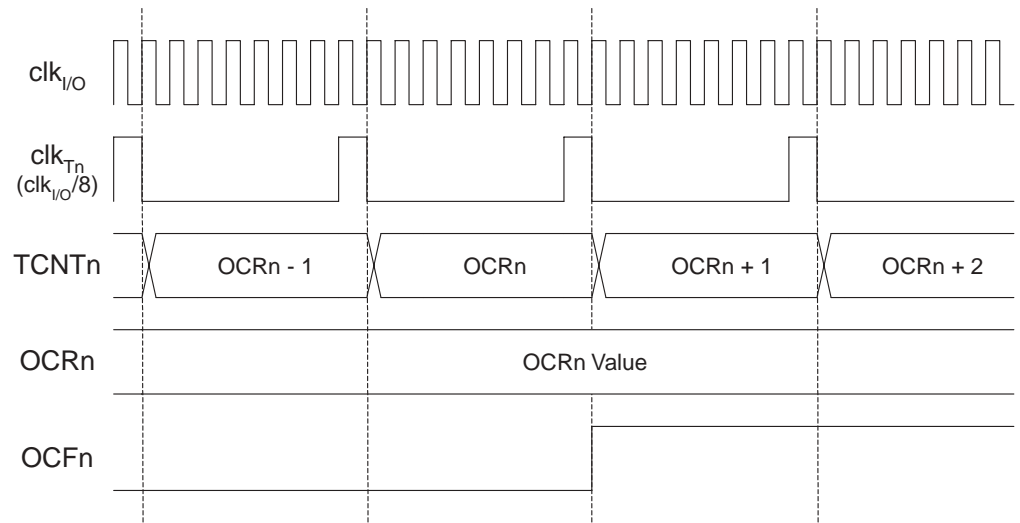 clkI/O
clkTn
(clkI/O/8)
TCNTn
OCRn - 1
OCRn
OCRn + 1
OCRn + 2
OCRn
OCRn Value
OCFn